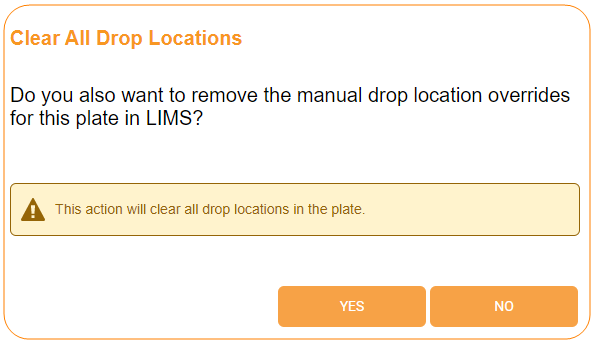 Clear All Drop Locations
Do you also want to remove the manual drop location overrides
for this plate in LIMS?
This action will clear all drop locations in the plate.
YES
NO